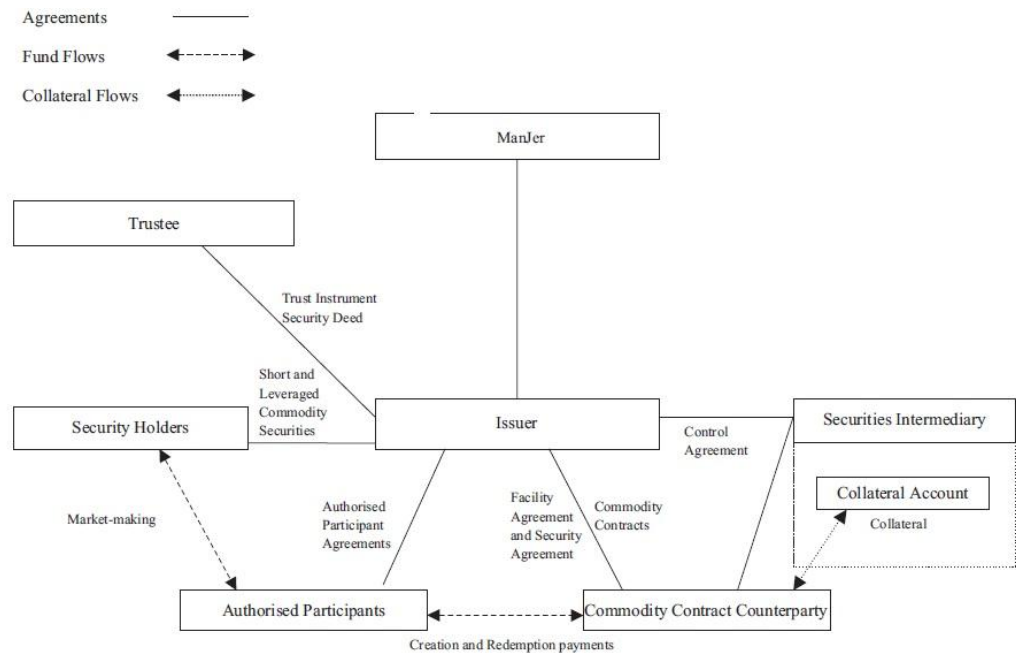 Agreements
Fund Flows
Collateral Flows
ManJer
Trustee
Trust Instrument
Security Deed
Short and
Leveraged
Commodity
Securities
Security Holders
Issuer
Securities Intermediary
Control
Agreement
Collateral Account
Collateral
Market-making
Authorised
Participant
Agreements
Facility
Agreement
and Security
Agreement
Commodity
Contracts
Authorised Participants
Commodity Contract Counterparty
Creation and Redemption payments